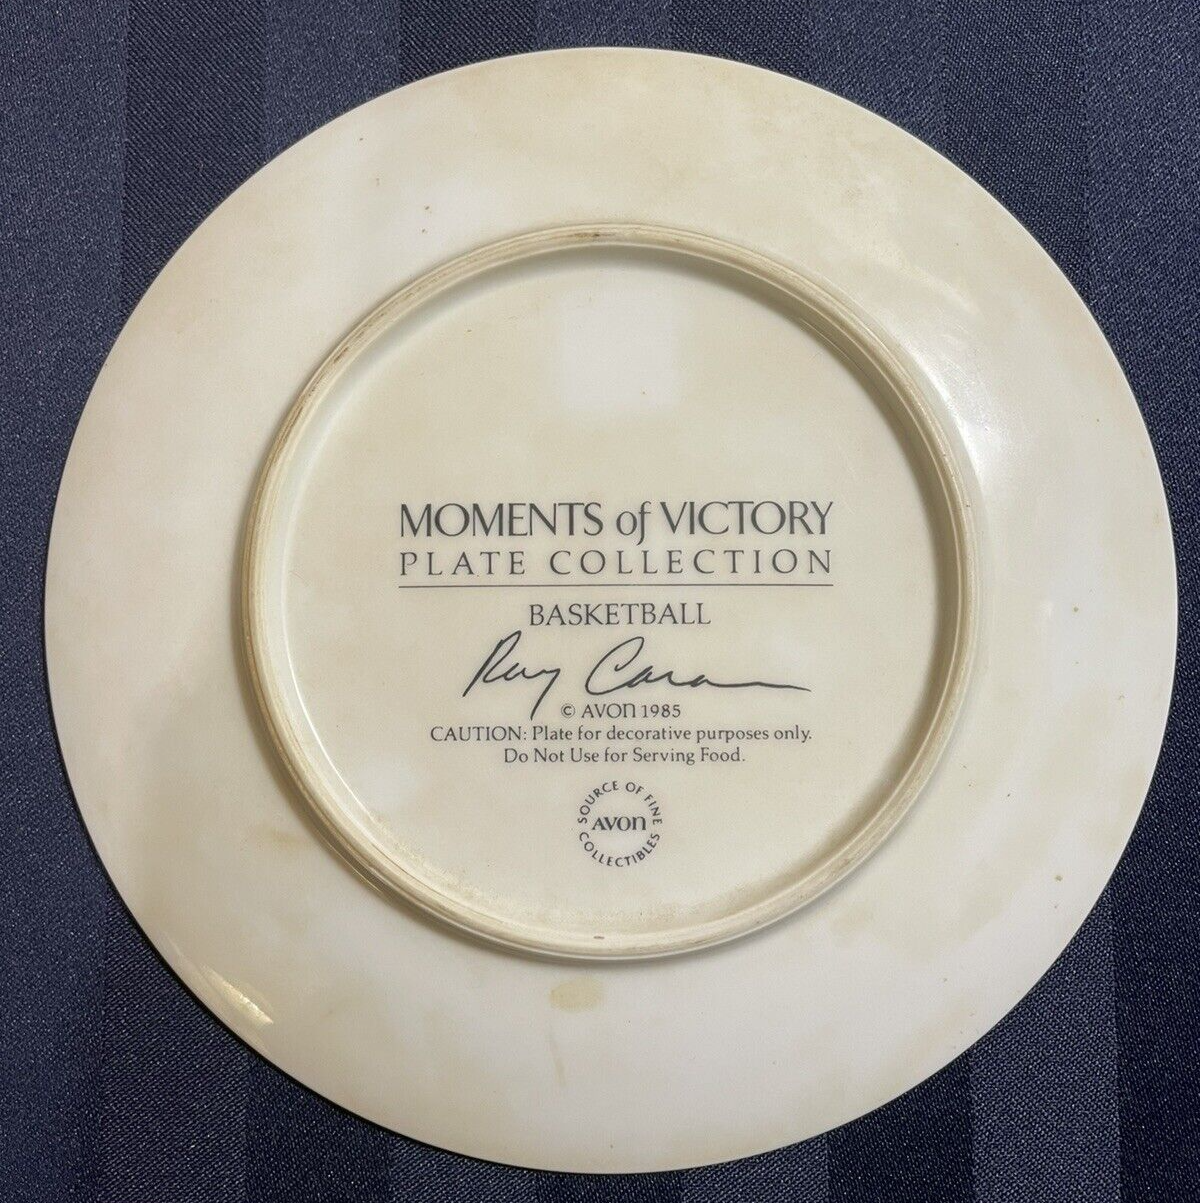 MOMENTS of VICTORY
PLATE COLLECTION
BASKETBALL
Ray
© AVON 1985
CAUTION: Plate for decorative purposes only.
Do Not Use for Serving Food.
SOURCE OF FINE
AVON
COLLECTIBLES